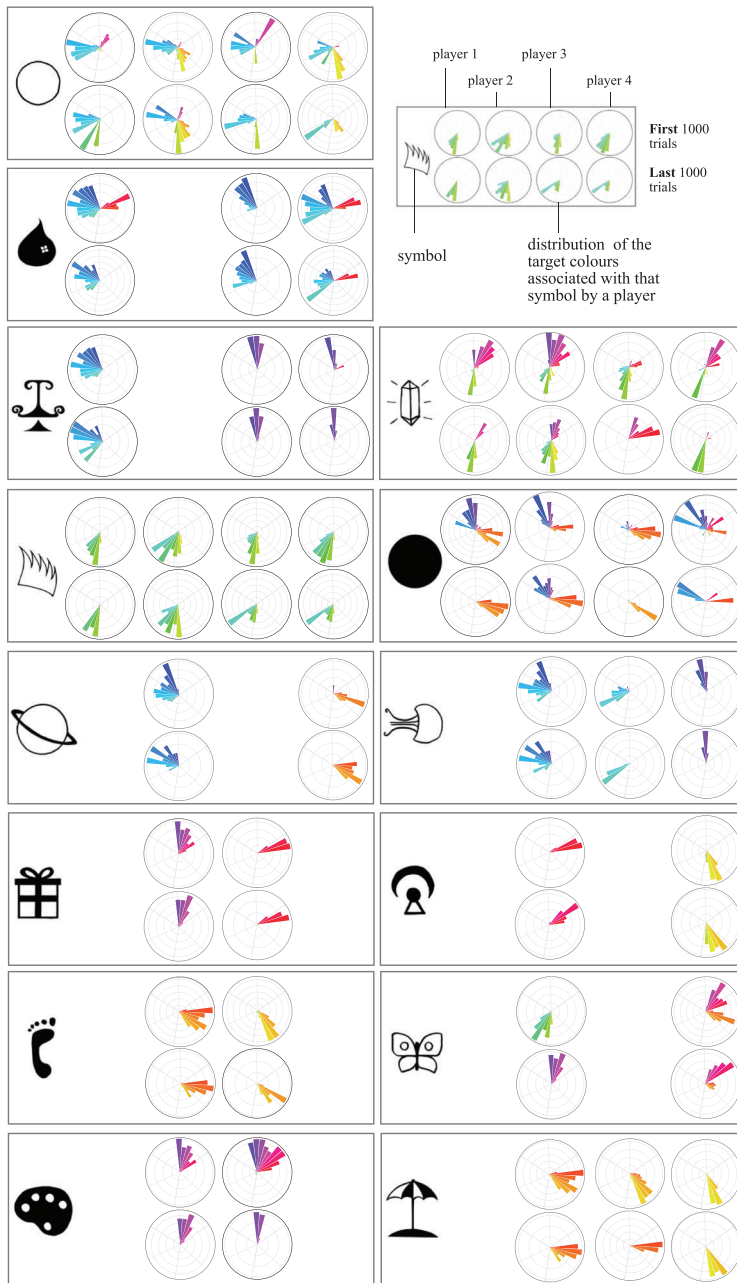 player 1
player 3
player 2
player 4
First 1000
trials
Last 1000
trials
symbol
distribution of the
target colours
associated with that
symbol by a player